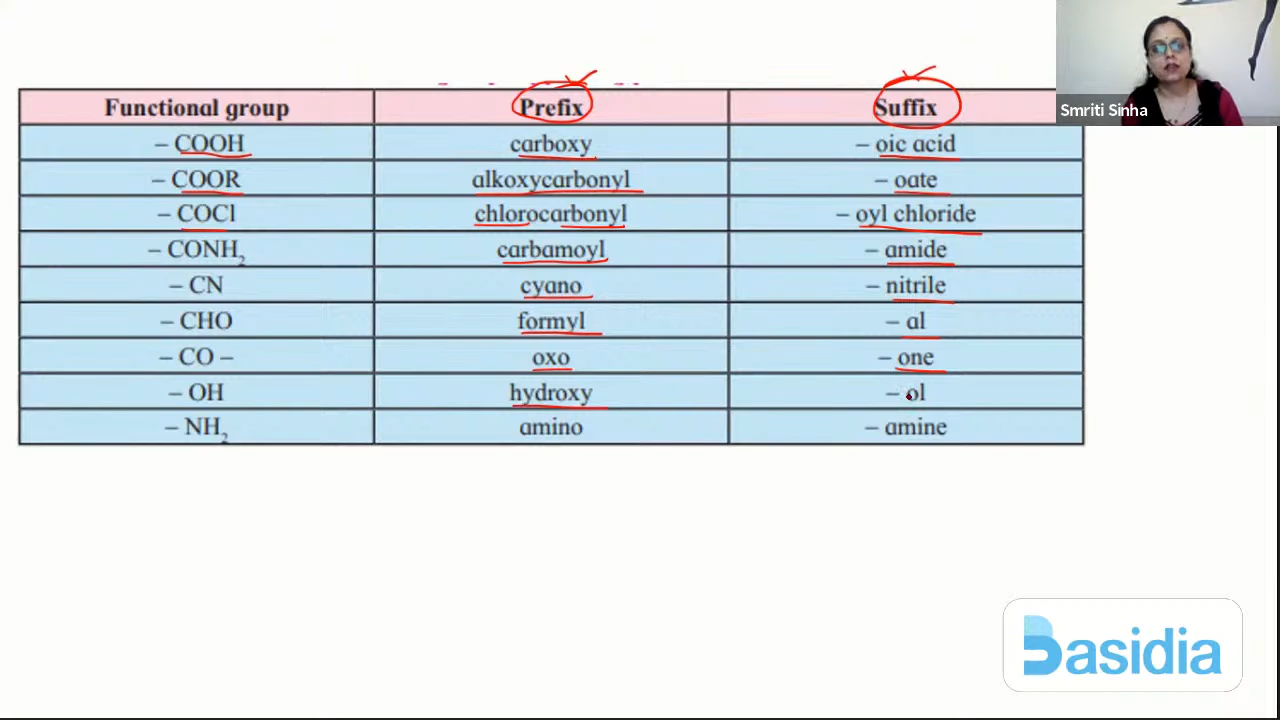 Smriti Sinha
Functional group Prefix Suffix
– COOH carboxy – oic acid
– COOR alkoxycarbonyl – oate
– COCl chlorocarbonyl – oyl chloride
– CONH₂ carbamoyl – amide
– CN cyano – nitrile
– CHO formyl – al
– CO – oxo – one
– OH hydroxy – ol
– NH₂ amino – amine
Basidia